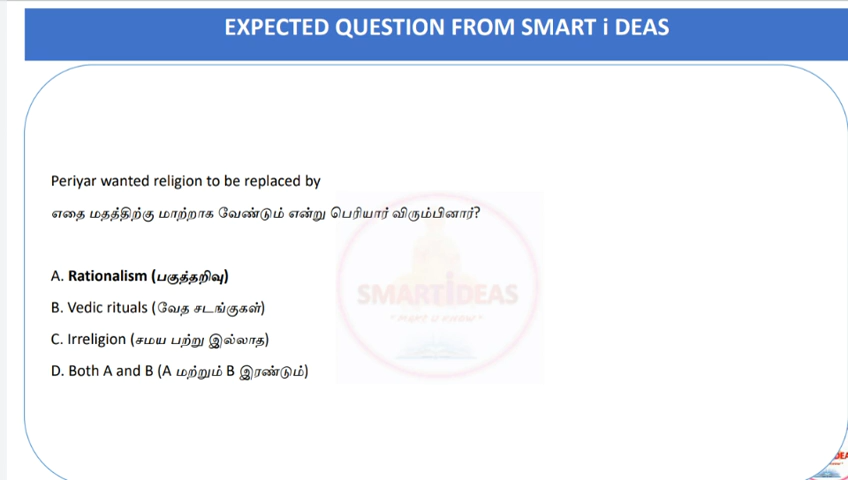 EXPECTED QUESTION FROM SMART i DEAS
Periyar wanted religion to be replaced by
எதை மதத்திற்கு மாற்றாக வேண்டும் என்று பெரியார் விரும்பினார்?
A. Rationalism (பகுத்தறிவு)
SMARTiDEAS
B. Vedic rituals (வேத சடங்குகள்)
C. Irreligion (சமய பற்று இல்லாத)
D. Both A and B (A மற்றும் B இரண்டும்)